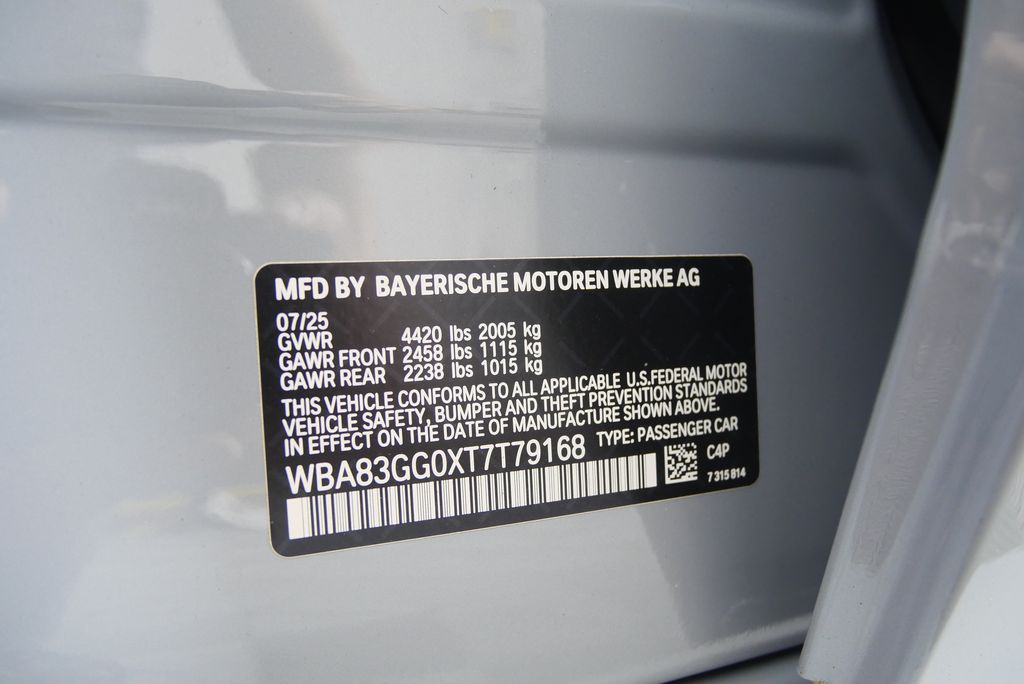 MFD BY BAYERISCHE MOTOREN WERKE AG
07/25
GVWR 4420 lbs 2005 kg
GAWR FRONT 2458 lbs 1115 kg
GAWR REAR 2238 lbs 1015 kg
THIS VEHICLE CONFORMS TO ALL APPLICABLE U.S.FEDERAL MOTOR
VEHICLE SAFETY, BUMPER AND THEFT PREVENTION STANDARDS
IN EFFECT ON THE DATE OF MANUFACTURE SHOWN ABOVE.
WBA83GG0XT7T79168 TYPE: PASSENGER CAR
C4P
7 315 814